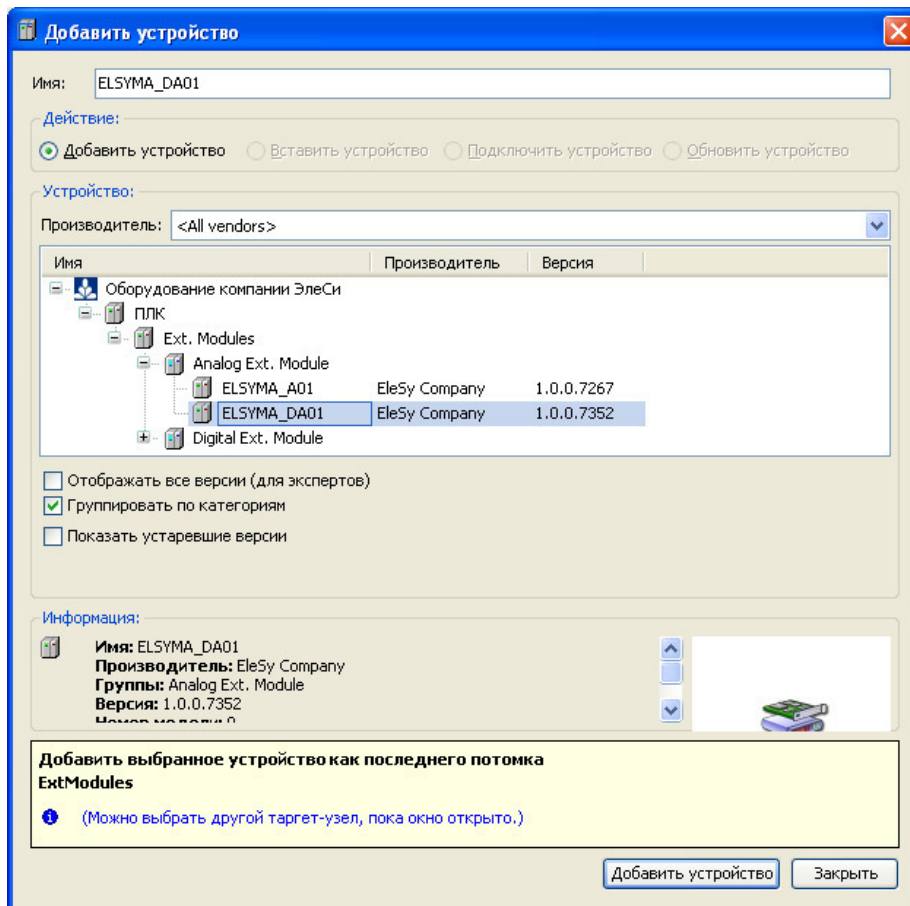 Добавить устройство
Имя: ELSYMA_DA01
Действие:
Добавить устройство Вставить устройство Подключить устройство Обновить устройство
Устройство:
Производитель: <All vendors>
Имя Производитель Версия
Оборудование компании ЭлеСи
ПЛК
Ext. Modules
Analog Ext. Module
ELSYMA_A01 EleSy Company 1.0.0.7267
ELSYMA_DA01 EleSy Company 1.0.0.7352
Digital Ext. Module
Отображать все версии (для экспертов)
Группировать по категориям
Показать устаревшие версии
Информация:
Имя: ELSYMA_DA01
Производитель: EleSy Company
Группы: Analog Ext. Module
Версия: 1.0.0.7352
Номер модели: 0
Добавить выбранное устройство как последнего потомка
ExtModules
(Можно выбрать другой таргет-узел, пока окно открыто.)
Добавить устройство Закрыть